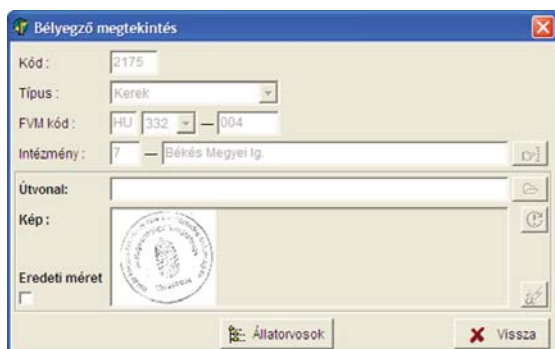 Bélyegző megtekintés
Kód : 2175
Típus : Kerek
FVM kód : HU 332 — 004
Intézmény : 7 — Békés Megyei Ig.
Útvonal:
Kép :
Eredeti méret
Állatorvosok
Vissza